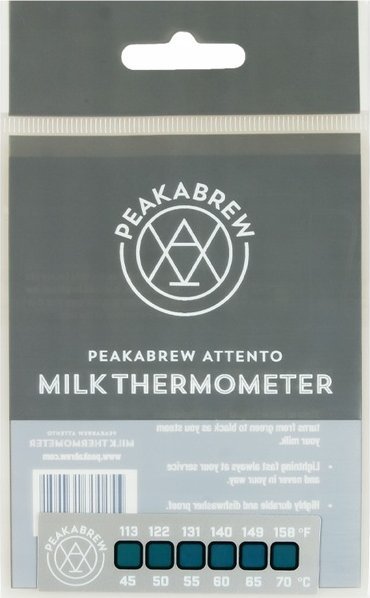 PEAKABREW
PEAKABREW ATTENTO
MILK THERMOMETER
turns from green to black as you steam
your milk.
PEAKABREW ATTENTO
MILK THERMOMETER
www.peakabrew.com
• Lightning fast always at your service
and never in your way.
• Highly durable and dishwasher proof.
PEAKABREW
113 122 131 140 149 158 °F
45 50 55 60 65 70 °C